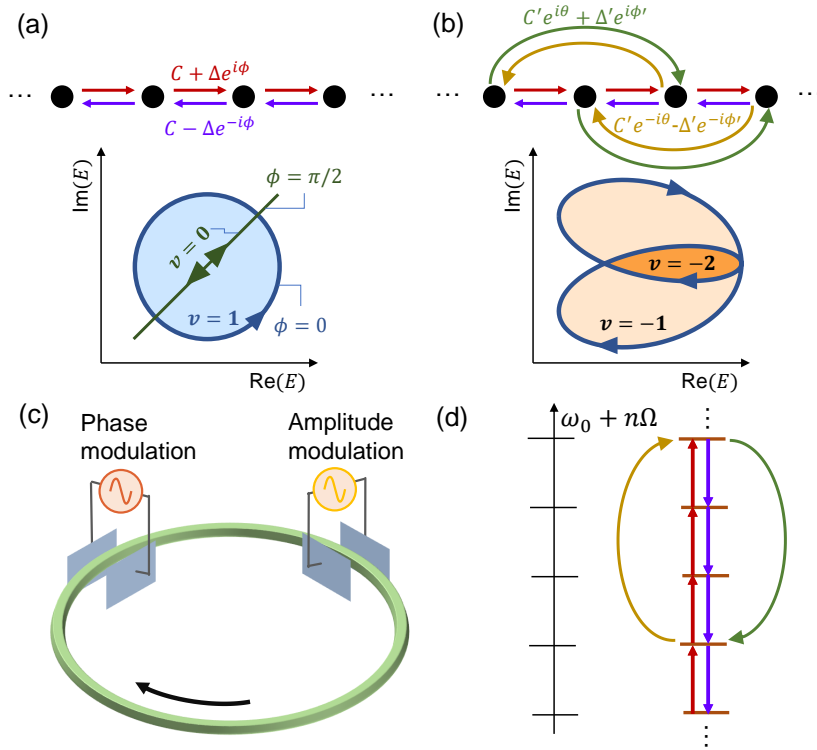 (a)
C + Δe^{iϕ}
⋯ ⋯
C − Δe^{−iϕ}
Im(E)
ϕ = π/2
v = 0
v = 1
ϕ = 0
Re(E)
(b)
C′e^{iθ} + Δ′e^{iϕ′}
⋯ ⋯
C′e^{−iθ}-Δ′e^{−iϕ′}
Im(E)
v = −2
v = −1
Re(E)
(c)
Phase
modulation
Amplitude
modulation
(d)
ω₀ + nΩ
⋮
⋮